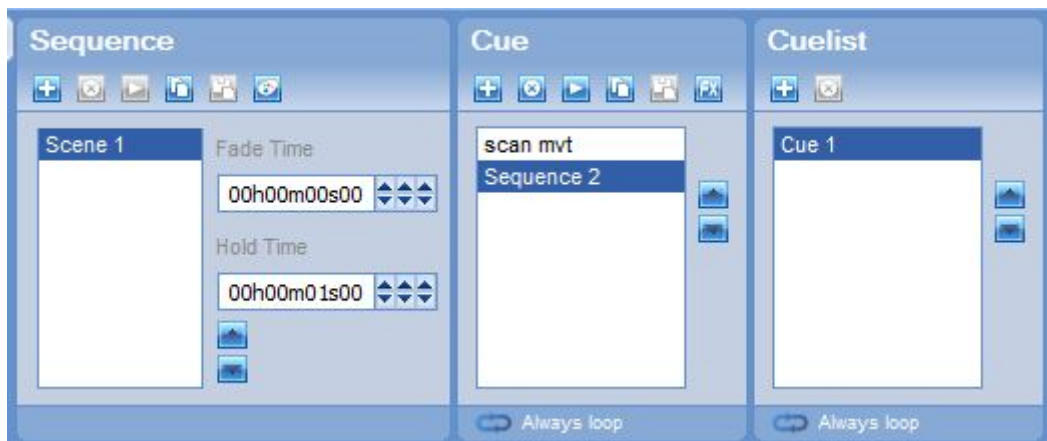 Sequence
Scene 1
Fade Time
00h00m00s00
Hold Time
00h00m01s00
Cue
FX
scan mvt
Sequence 2
Always loop
Cuelist
Cue 1
Always loop